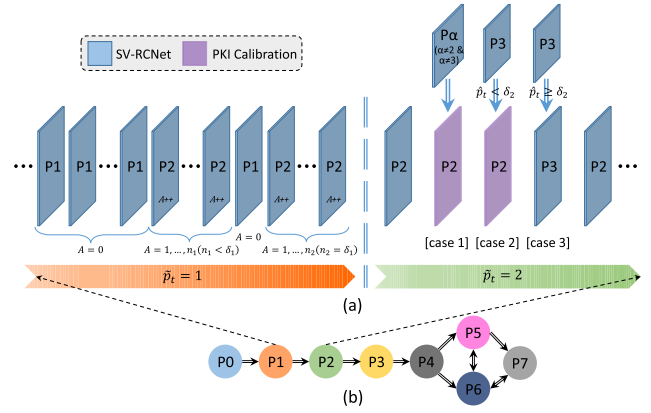 SV-RCNet PKI Calibration
Pα
(α≠2 &
α≠3)
P3
P3
p̂ₜ < δ₂ p̂ₜ ≥ δ₂
... P1 P1 ... P1 P2 ... P2 P1 P2 ... P2
A++ A++ A++ A++
P2 P2 P2 P3 P2 ...
A = 0
A = 1, ..., n₁(n₁ < δ₁)
A = 0
A = 1, ..., n₂(n₂ = δ₁)
[case 1] [case 2] [case 3]
p̃ₜ = 1
p̃ₜ = 2
(a)
P0 P1 P2 P3 P4 P5 P6 P7
(b)